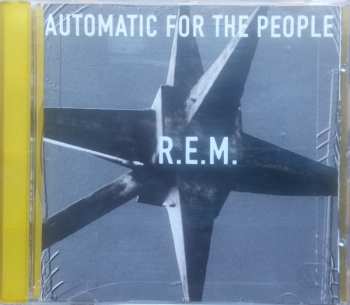 AUTOMATIC FOR THE PEOPLE
R.E.M.